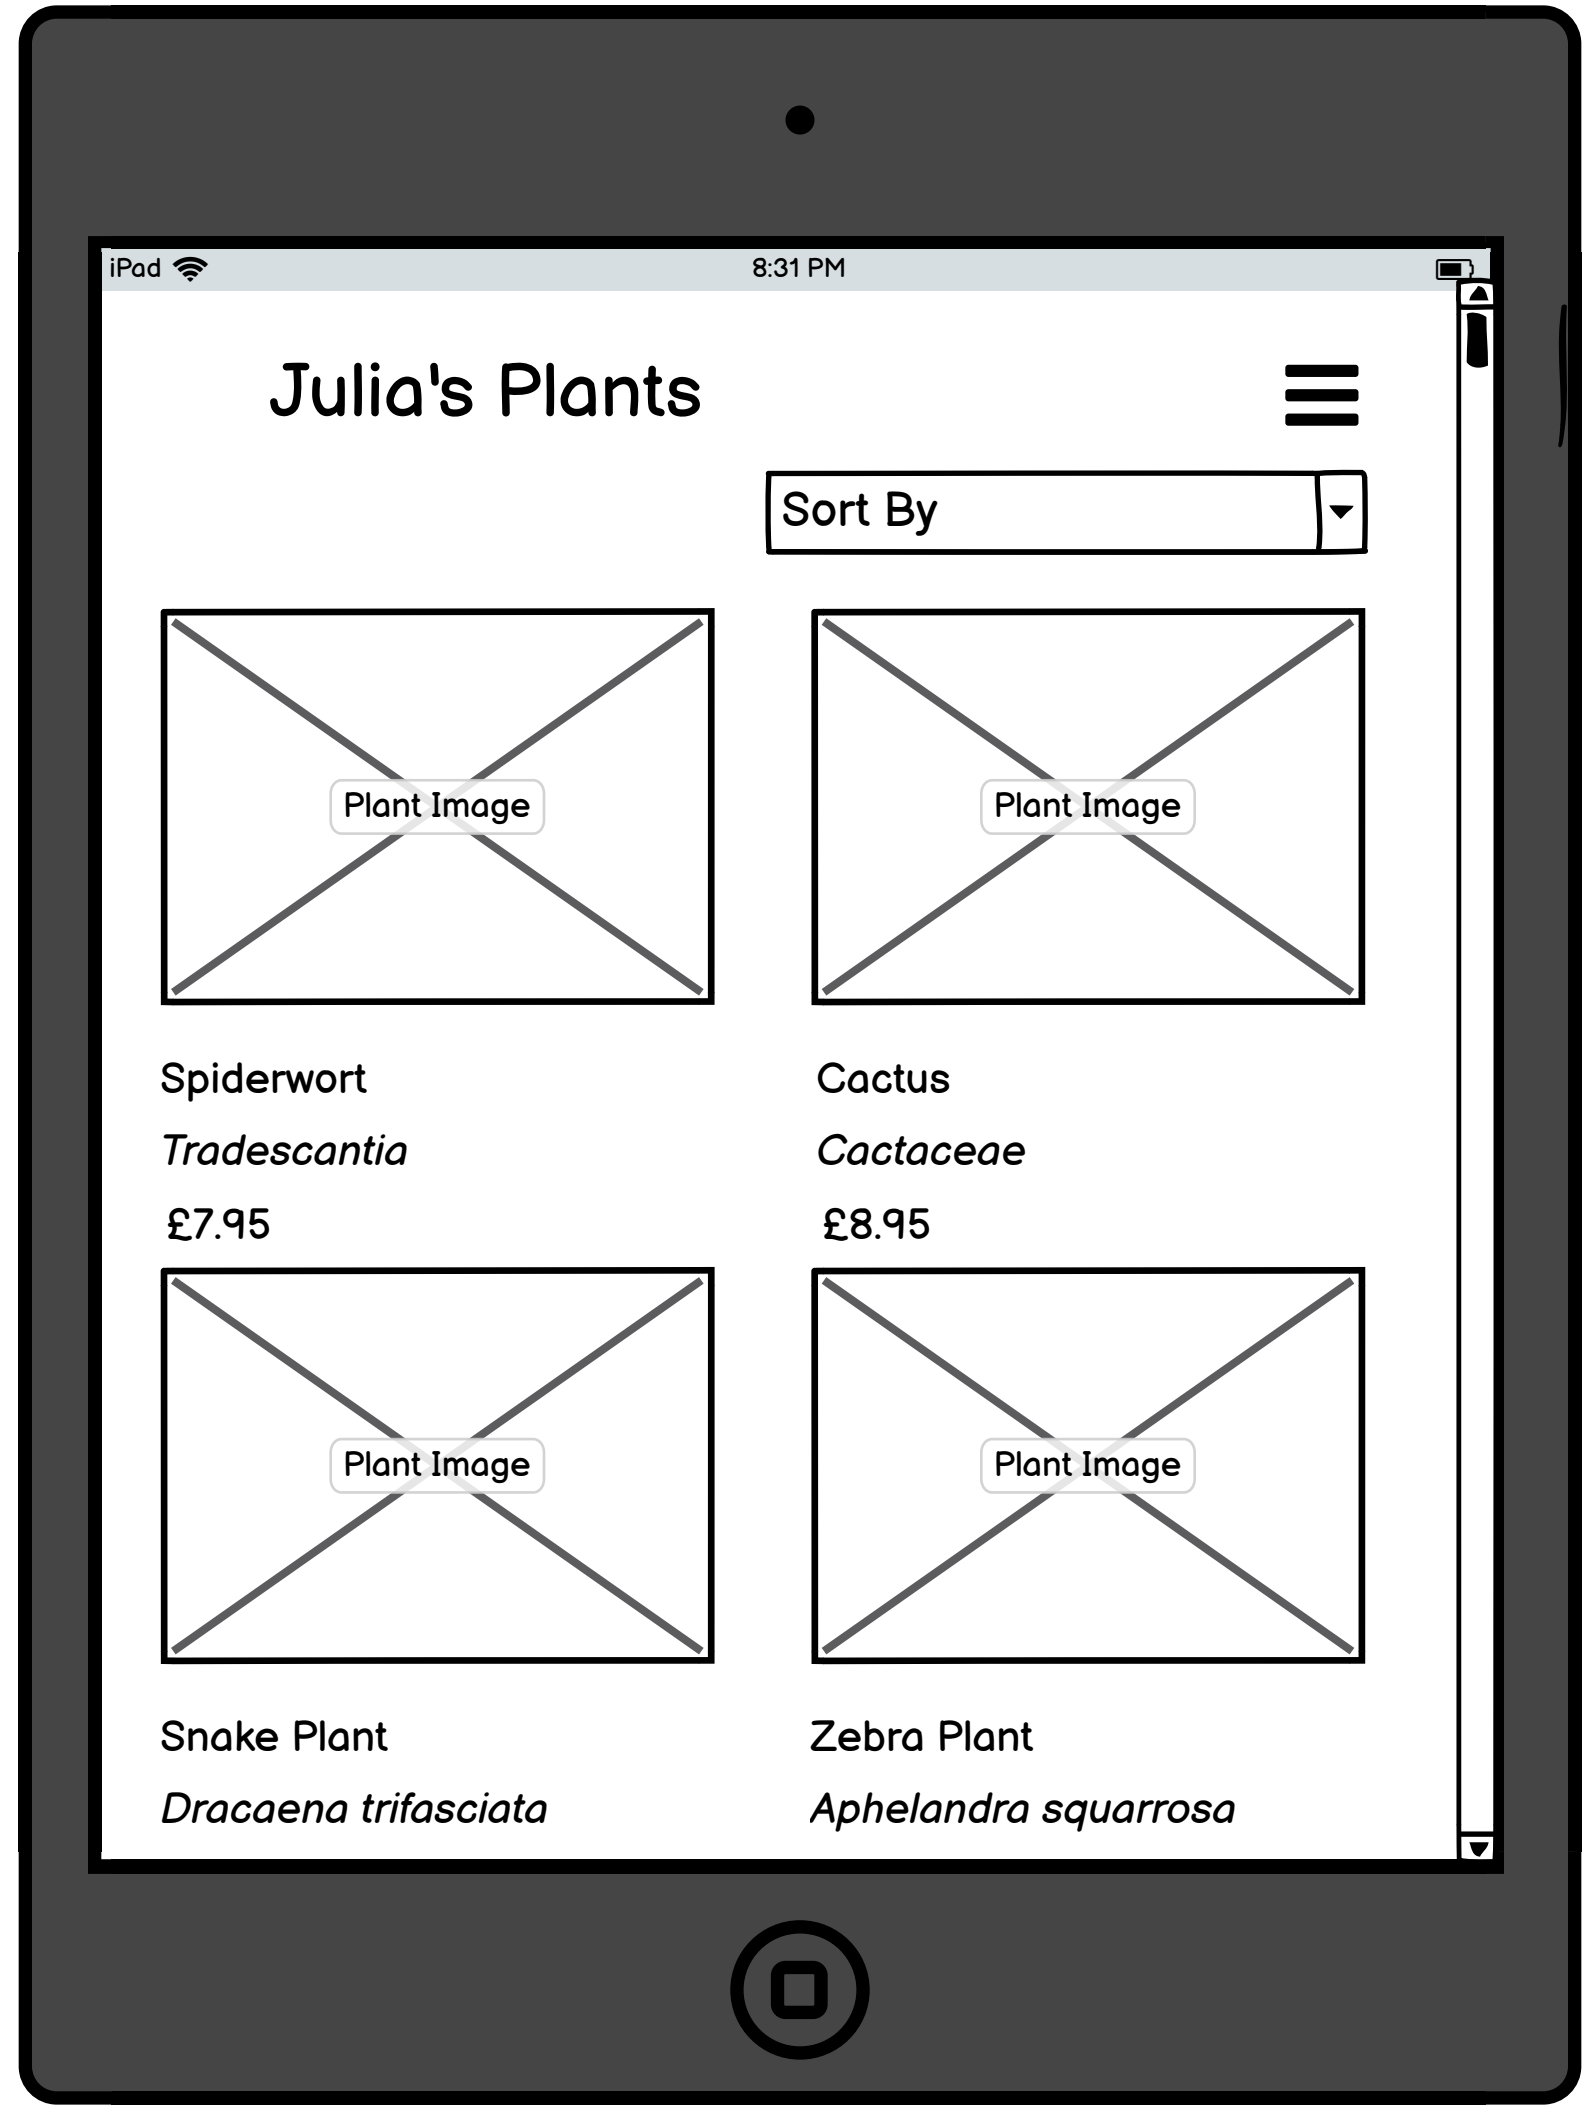 iPad
8:31 PM
Julia's Plants
Sort By
Plant Image
Plant Image
Spiderwort
Cactus
Tradescantia
Cactaceae
£7.95
£8.95
Plant Image
Plant Image
Snake Plant
Zebra Plant
Dracaena trifasciata
Aphelandra squarrosa